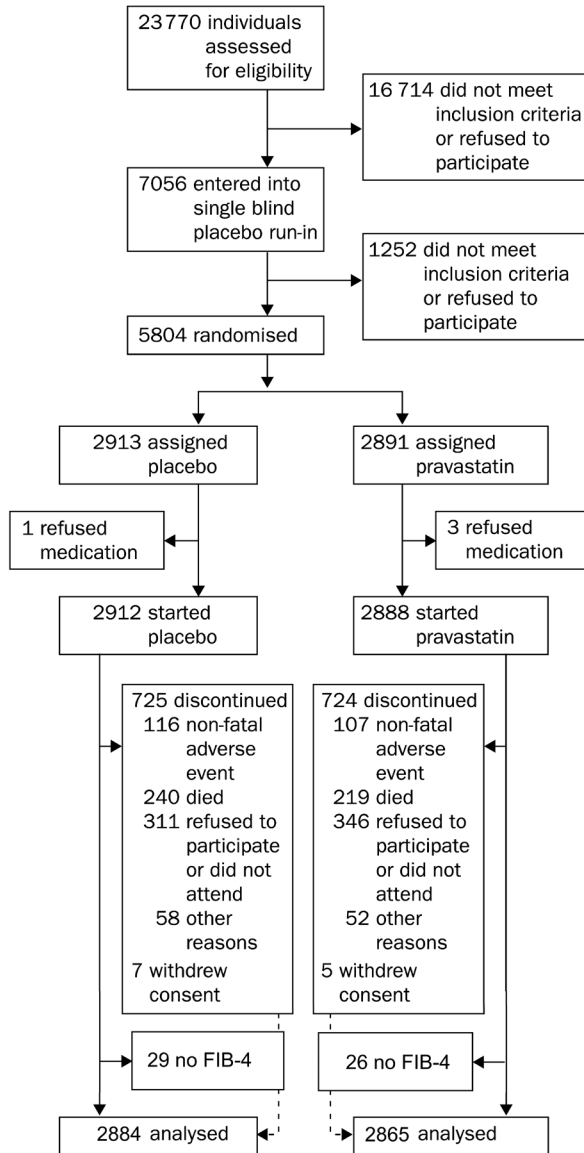 23770 individuals
assessed
for eligibility
16 714 did not meet
inclusion criteria
or refused to
participate
7056 entered into
single blind
placebo run-in
1252 did not meet
inclusion criteria
or refused to
participate
5804 randomised
2913 assigned
placebo
2891 assigned
pravastatin
1 refused
medication
3 refused
medication
2912 started
placebo
2888 started
pravastatin
725 discontinued
116 non-fatal
adverse
event
240 died
311 refused to
participate
or did not
attend
58 other
reasons
7 withdrew
consent
724 discontinued
107 non-fatal
adverse
event
219 died
346 refused to
participate
or did not
attend
52 other
reasons
5 withdrew
consent
29 no FIB-4
26 no FIB-4
2884 analysed
2865 analysed